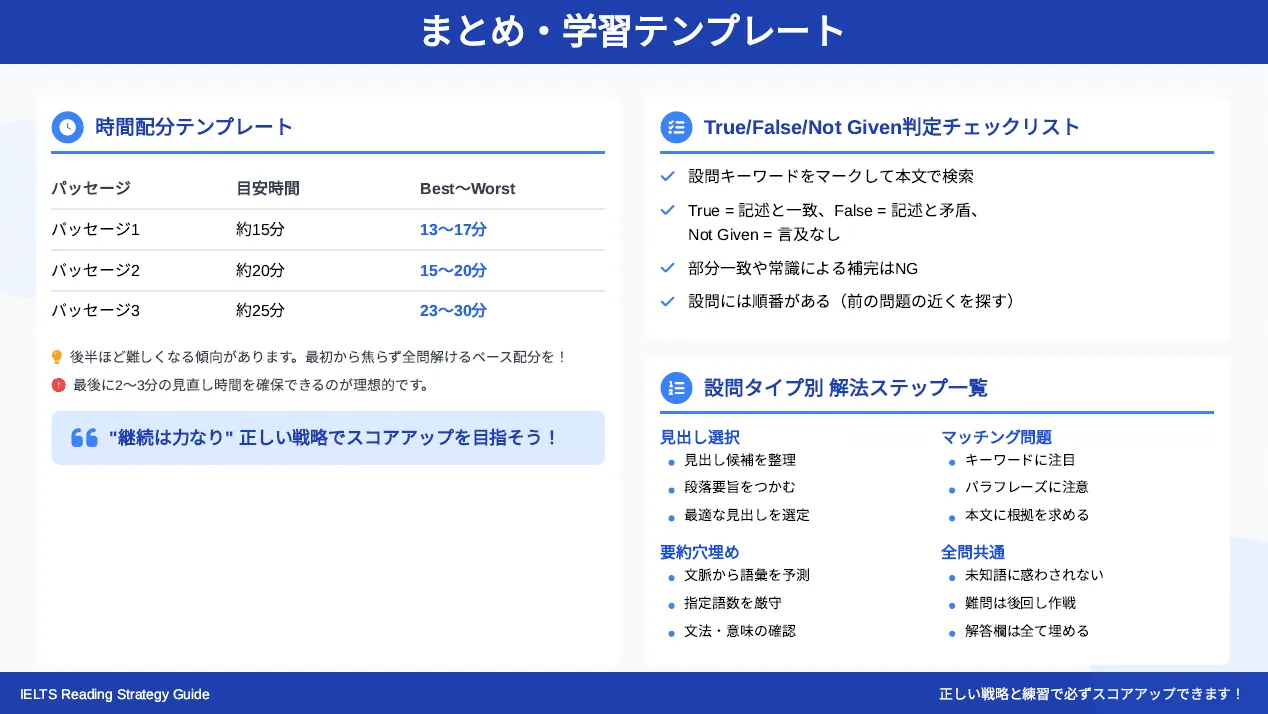 まとめ・学習テンプレート
時間配分テンプレート
パッセージ 目安時間 Best〜Worst
パッセージ1 約15分 13〜17分
パッセージ2 約20分 15〜20分
パッセージ3 約25分 23〜30分
後半ほど難しくなる傾向があります。最初から焦らず全問解けるペース配分を！
最後に2〜3分の見直し時間を確保できるのが理想的です。
"継続は力なり" 正しい戦略でスコアアップを目指そう！
True/False/Not Given判定チェックリスト
設問キーワードをマークして本文で検索
True = 記述と一致、False = 記述と矛盾、
Not Given = 言及なし
部分一致や常識による補完はNG
設問には順番がある（前の問題の近くを探す）
設問タイプ別 解法ステップ一覧
見出し選択
見出し候補を整理
段落要旨をつかむ
最適な見出しを選定
マッチング問題
キーワードに注目
パラフレーズに注意
本文に根拠を求める
要約穴埋め
文脈から語彙を予測
指定語数を厳守
文法・意味の確認
全問共通
未知語に惑わされない
難問は後回し作戦
解答欄は全て埋める
IELTS Reading Strategy Guide
正しい戦略と練習で必ずスコアアップできます！